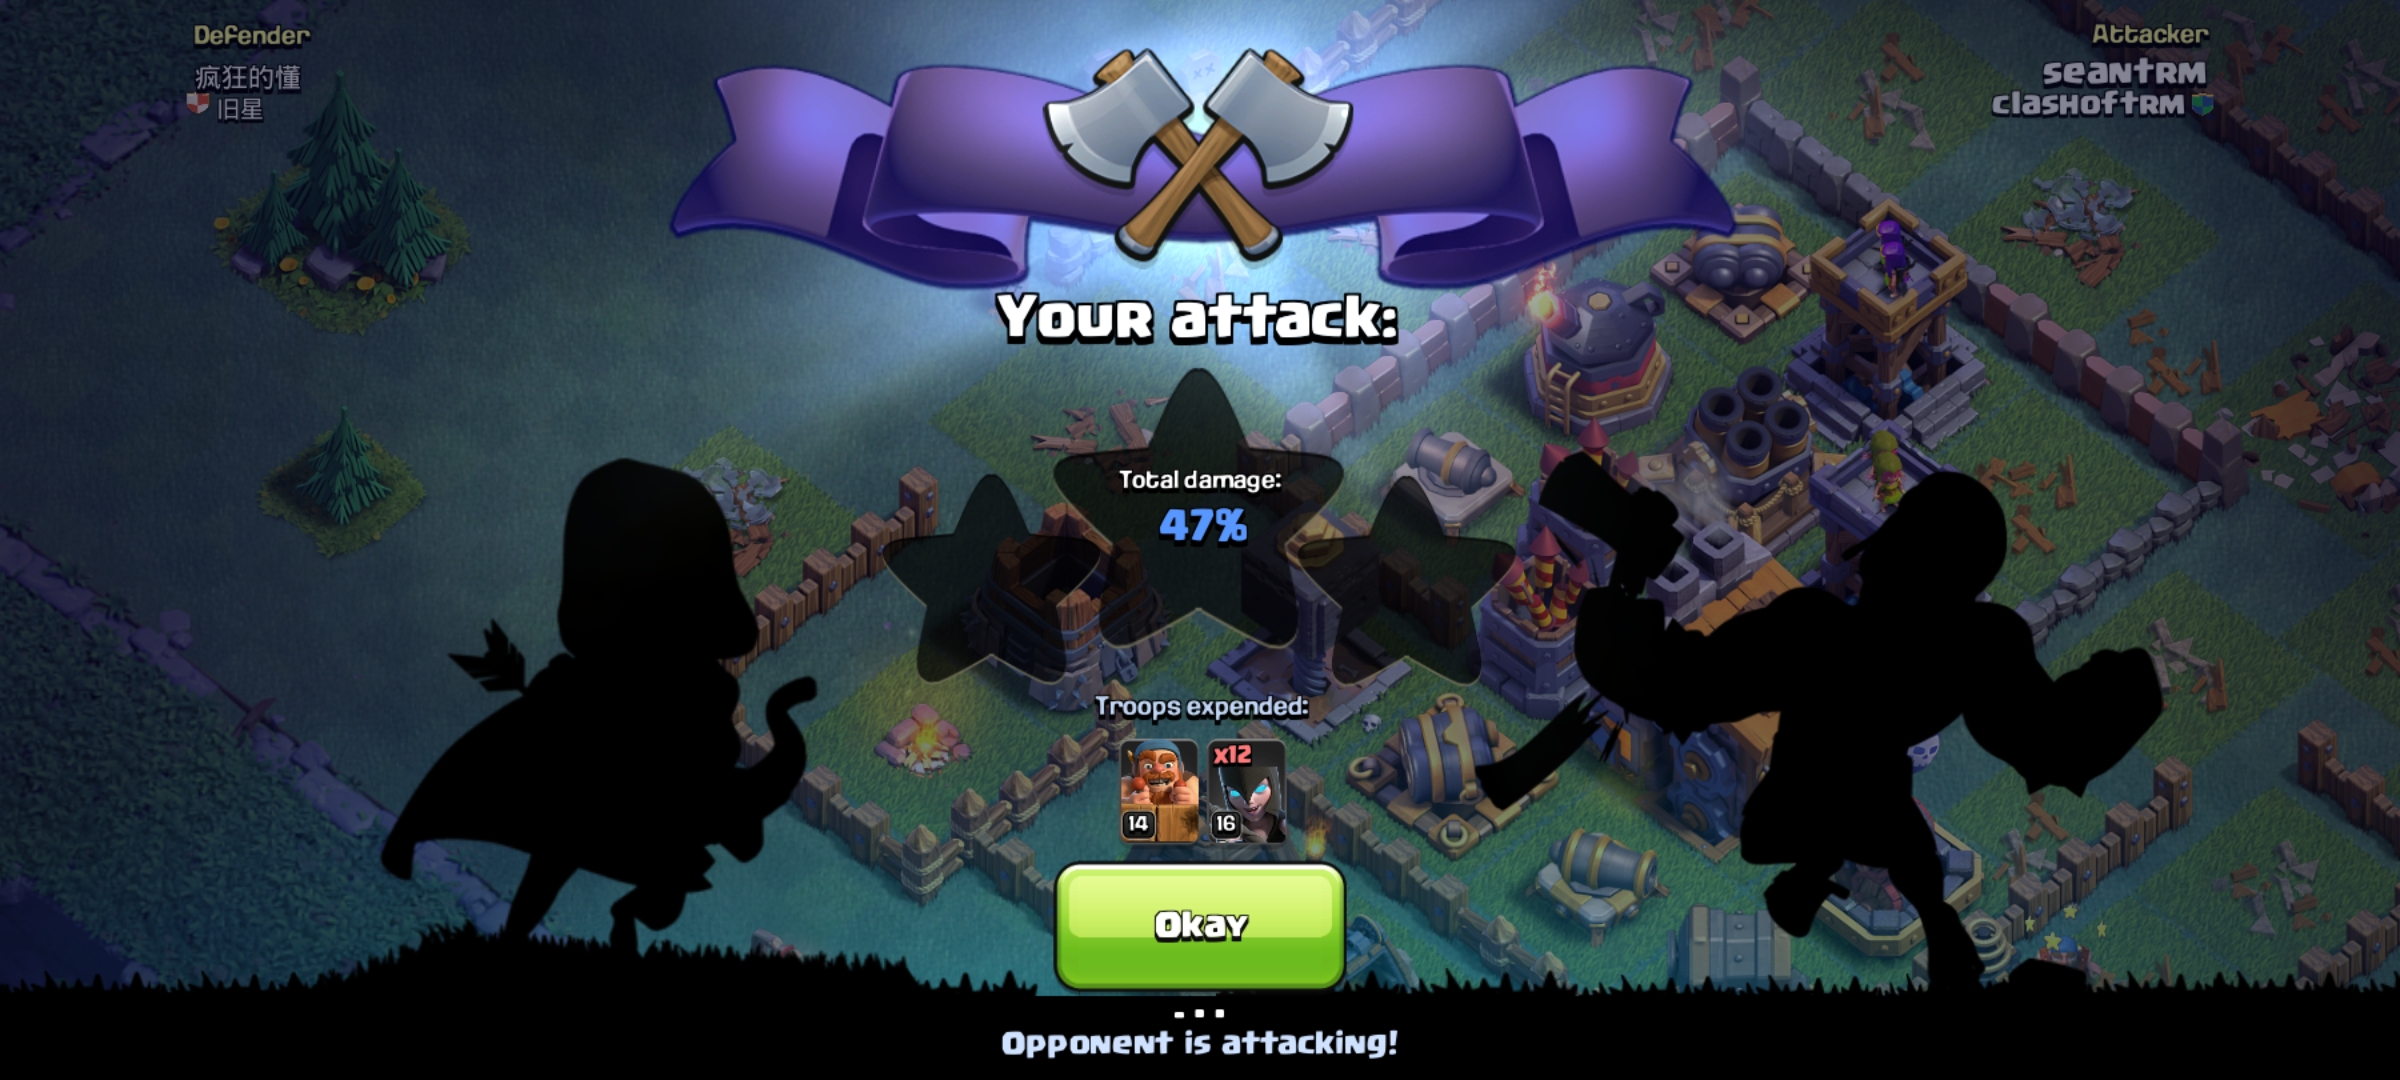 Defender
疯狂的懂
旧星
Attacker
seantRM
clashoftRM
Your attack:
Total damage:
47%
Troops expended:
x12
14
16
Okay
...
Opponent is attacking!